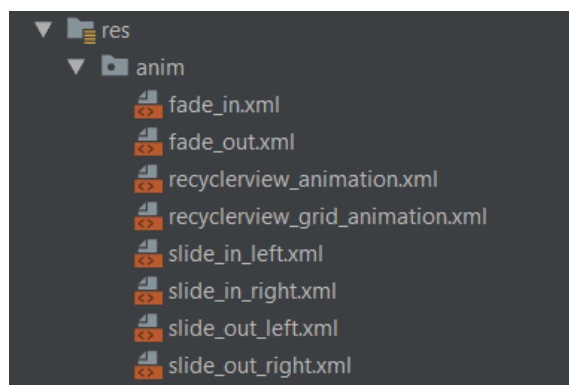 res
anim
fade_in.xml
fade_out.xml
recyclerview_animation.xml
recyclerview_grid_animation.xml
slide_in_left.xml
slide_in_right.xml
slide_out_left.xml
slide_out_right.xml